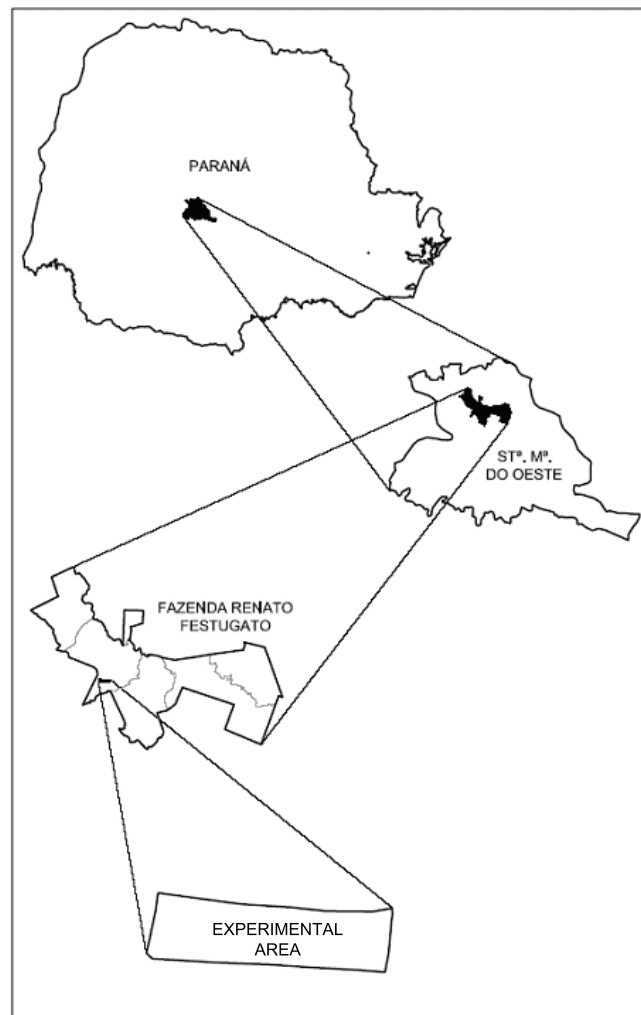 PARANÁ
STª. Mª.
DO OESTE
FAZENDA RENATO
FESTUGATO
EXPERIMENTAL
AREA